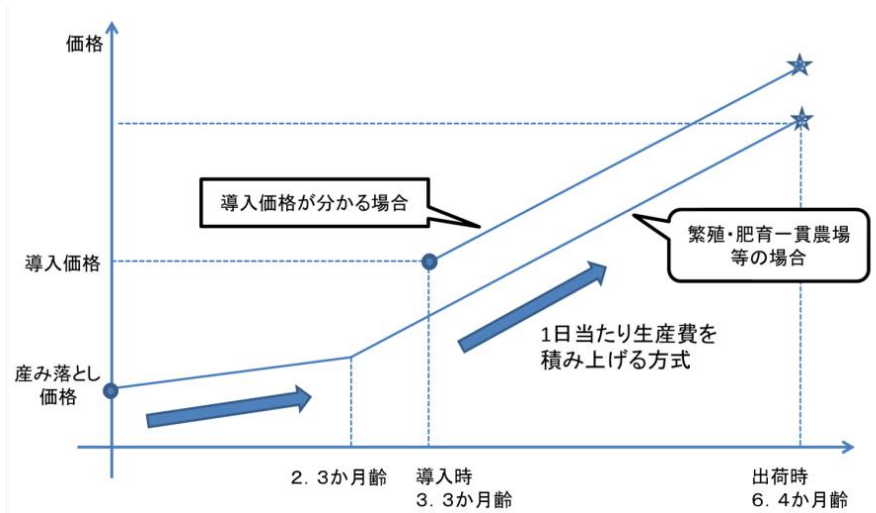 価格
導入価格が分かる場合
繁殖・肥育一貫農場
等の場合
導入価格
1日当たり生産費を
積み上げる方式
産み落とし
価格
２．３か月齢
導入時
３．３か月齢
出荷時
６．４か月齢